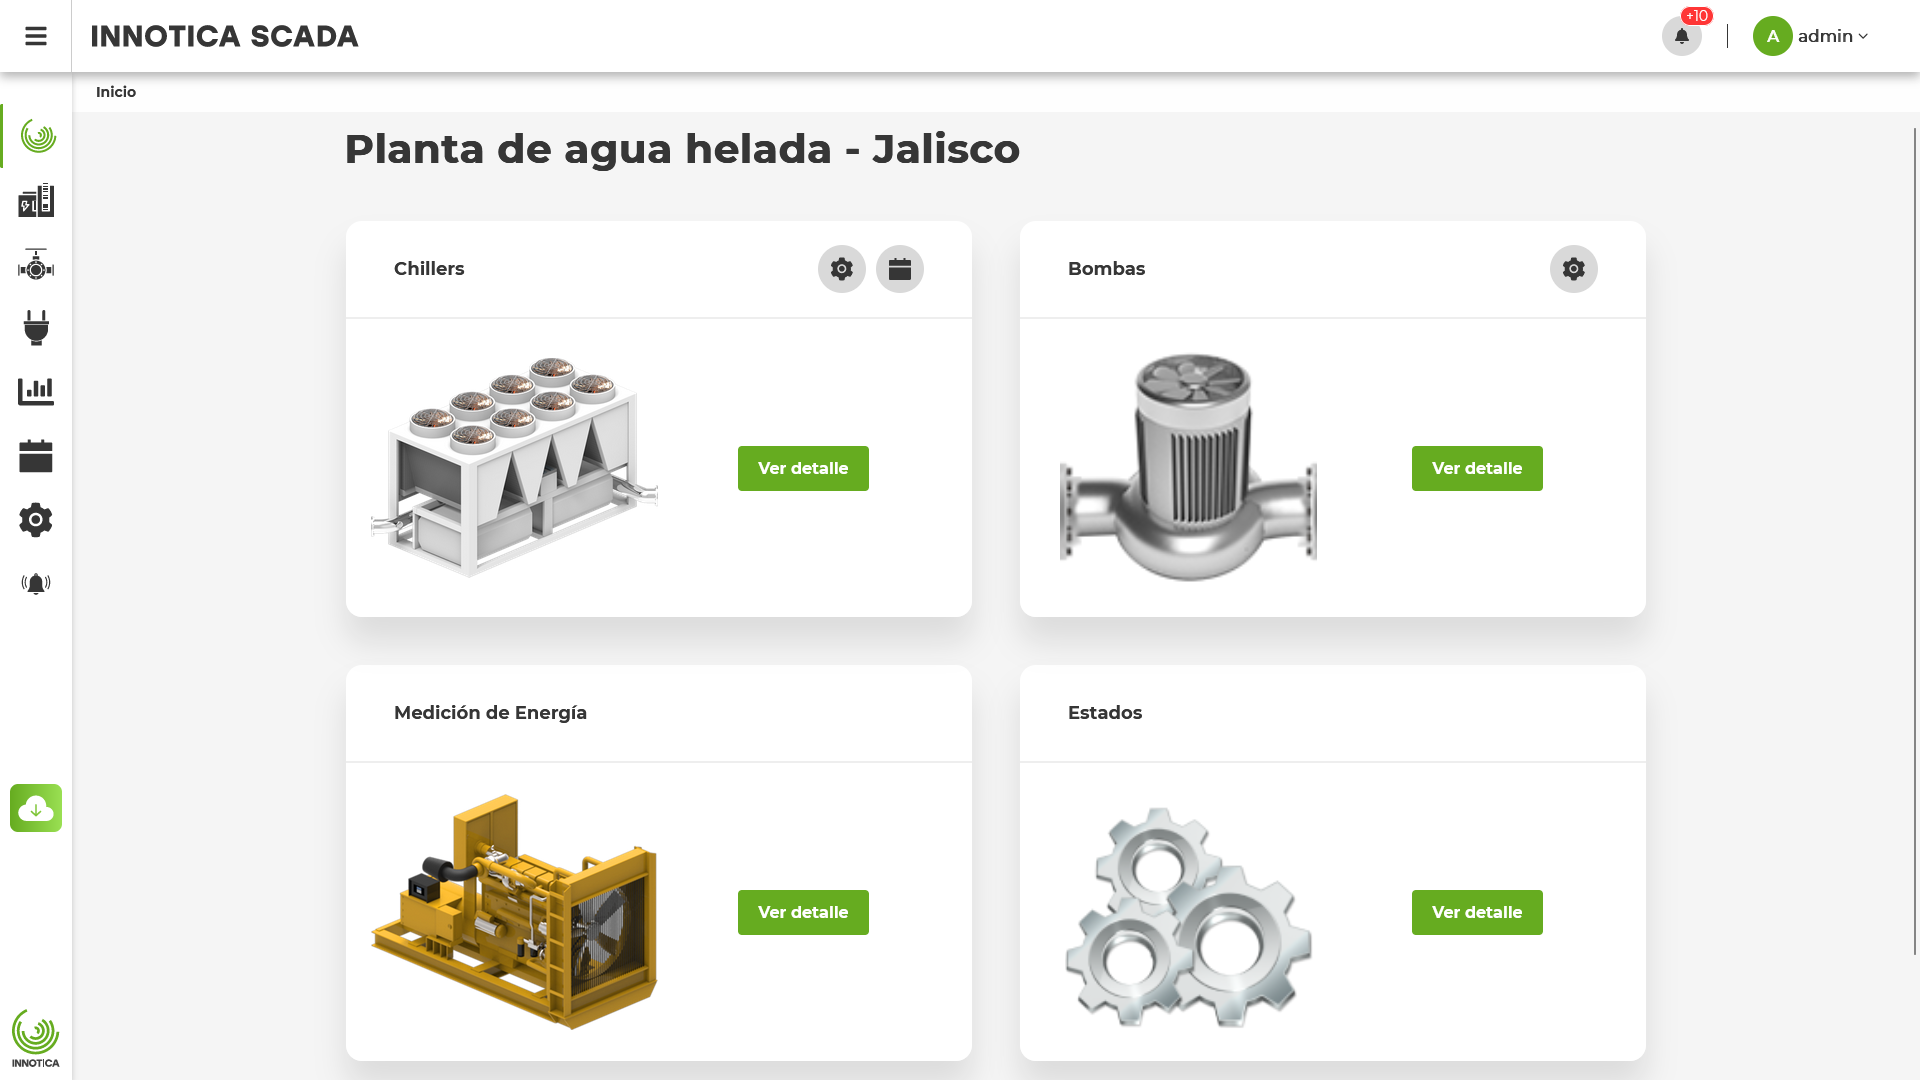 INNOTICA SCADA
+10
A
admin
Inicio
Planta de agua helada - Jalisco
Chillers
Bombas
Ver detalle
Ver detalle
Medición de Energía
Estados
Ver detalle
Ver detalle
INNOTICA